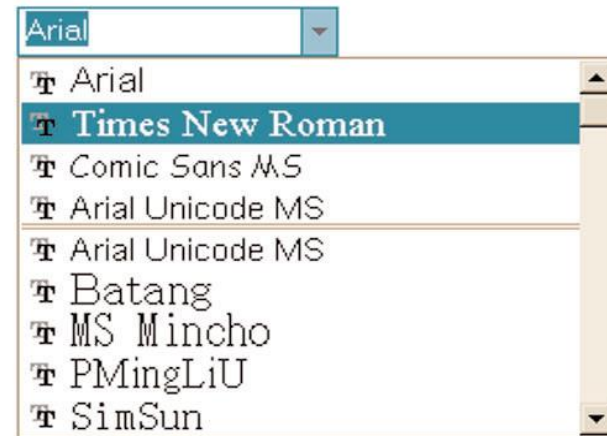 Arial
Arial
Times New Roman
Comic Sans MS
Arial Unicode MS
Arial Unicode MS
Batang
MS Mincho
PMingLiU
SimSun